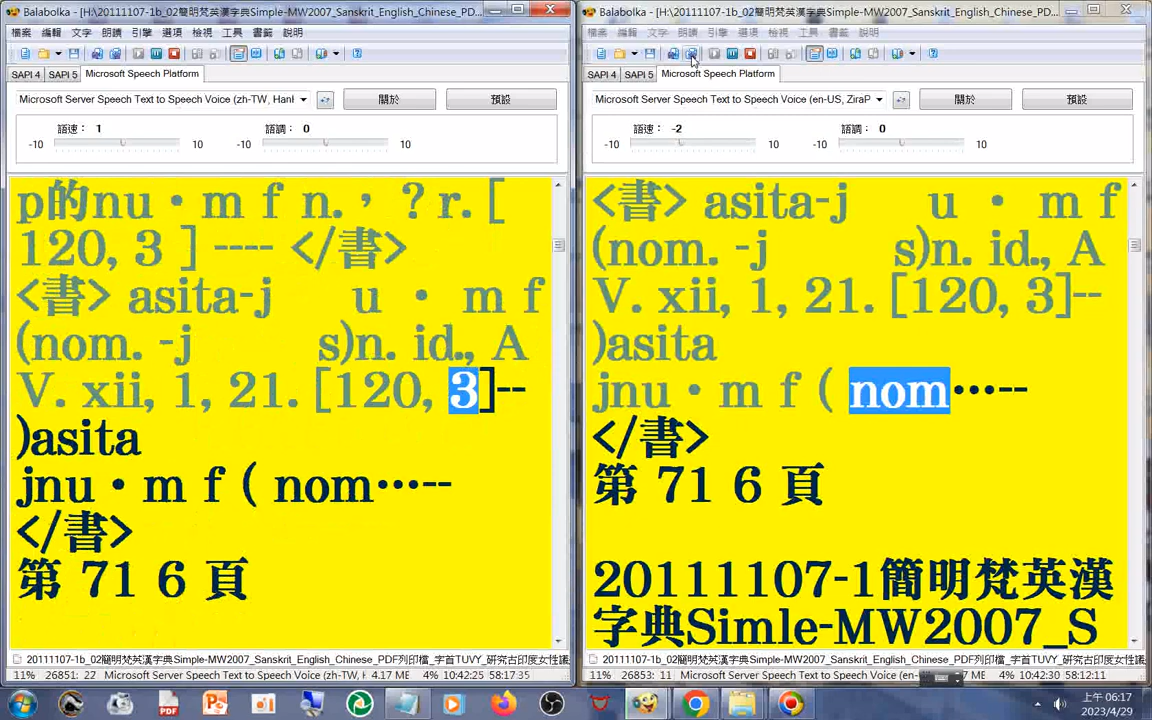 Balabolka - [H:\20111107-1b_02簡明梵英漢字典Simple-MW2007_Sanskrit_English_Chinese_PD...
檔案 編輯 文字 朗讀 引擎 選項 檢視 工具 書籤 說明
SAPI 4 SAPI 5 Microsoft Speech Platform
Microsoft Server Speech Text to Speech Voice (zh-TW, Hanl 關於 預設
語速： 1 語調： 0
-10 10 -10 10
p的nu·m f n.，？r. [
120, 3 ] ---- </書>
<書> asita-j u · m f
(nom. -j s)n. id., A
V. xii, 1, 21. [120, 3]--
)asita
jnu·m f ( nom…--
</書>
第 71 6 頁
20111107-1b_02簡明梵英漢字典Simple-MW2007_Sanskrit_English_Chinese_PDF列印檔_字首TUVY_研究古印度女性議
11% 26851: 22 Microsoft Server Speech Text to Speech Voice (zh-TW, 4.17 ME 4% 10:42:25 58:17:35
Balabolka - [H:\20111107-1b_02簡明梵英漢字典Simple-MW2007_Sanskrit_English_Chinese_PDF...
檔案 編輯 文字 朗讀 引擎 選項 檢視 工具 書籤 說明
SAPI 4 SAPI 5 Microsoft Speech Platform
Microsoft Server Speech Text to Speech Voice (en-US, ZiraP 關於 預設
語速： -2 語調： 0
-10 10 -10 10
<書> asita-j u · m f
(nom. -j s)n. id., A
V. xii, 1, 21. [120, 3]--
)asita
jnu·m f ( nom…--
</書>
第 71 6 頁
20111107-1簡明梵英漢
字典Simle-MW2007_S
20111107-1b_02簡明梵英漢字典Simple-MW2007_Sanskrit_English_Chinese_PDF列印檔_字首TUVY_研究古印度女性議
11% 26853: 11 Microsoft Server Speech Text to Speech 4% 10:42:30 58:12:11
上午 06:17
2023/4/29